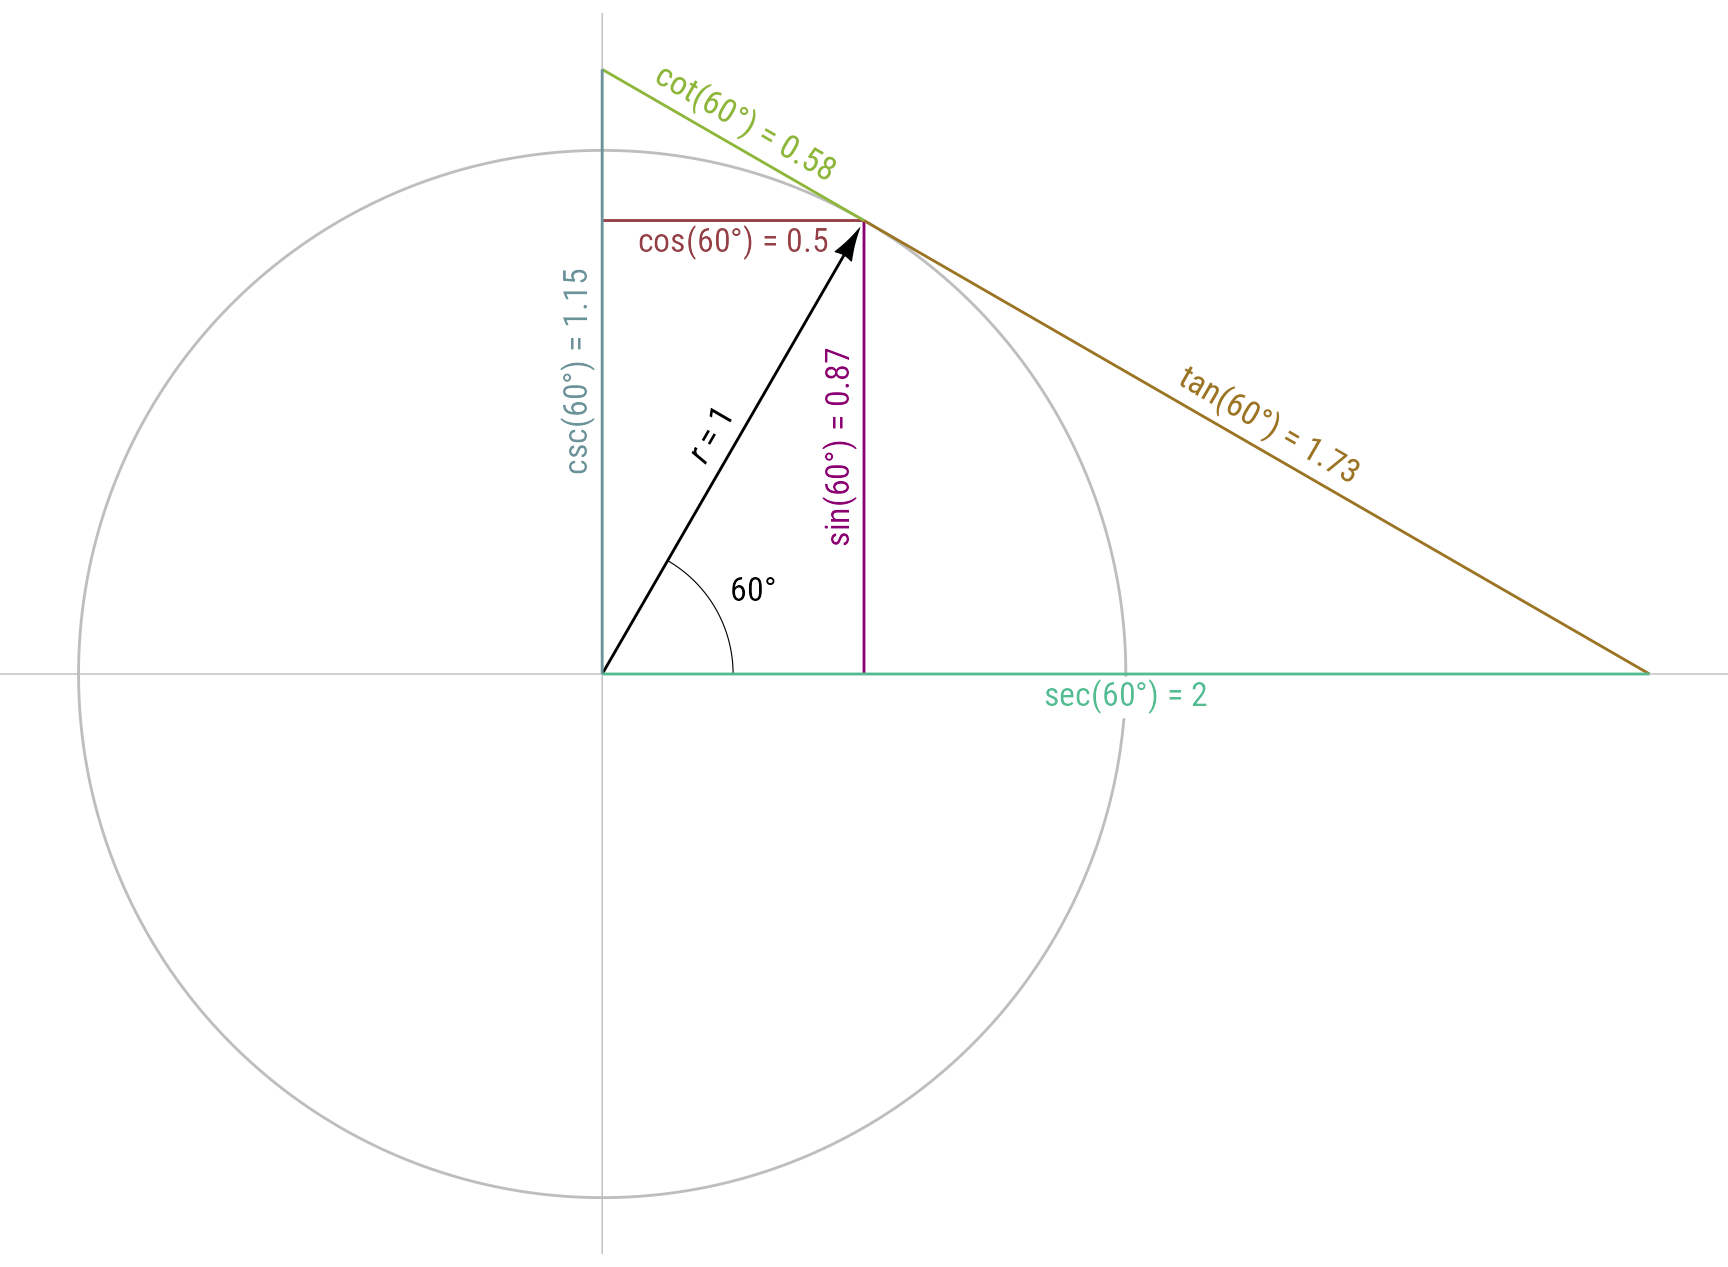 cot(60°) = 0.58
cos(60°) = 0.5
csc(60°) = 1.15
r = 1
sin(60°) = 0.87
tan(60°) = 1.73
60°
sec(60°) = 2